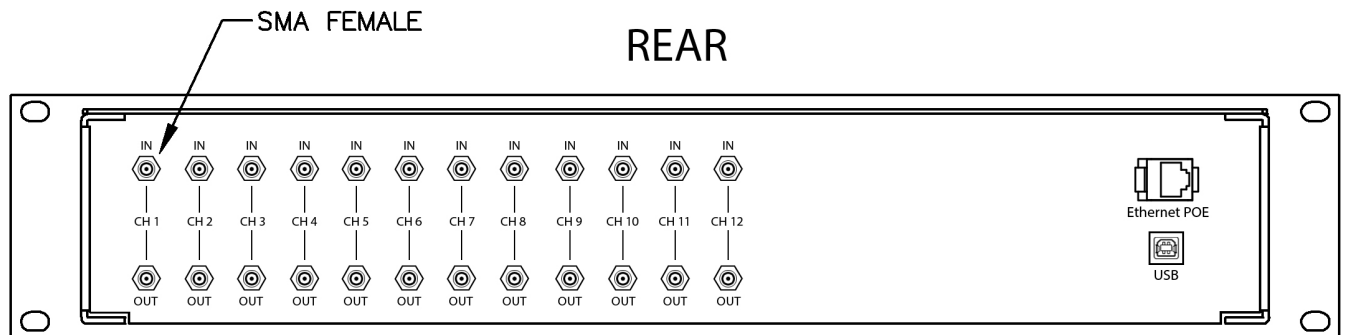 SMA FEMALE
REAR
IN IN IN IN IN IN IN IN IN IN IN IN
CH 1 CH 2 CH 3 CH 4 CH 5 CH 6 CH 7 CH 8 CH 9 CH 10 CH 11 CH 12
OUT OUT OUT OUT OUT OUT OUT OUT OUT OUT OUT OUT
Ethernet POE
USB